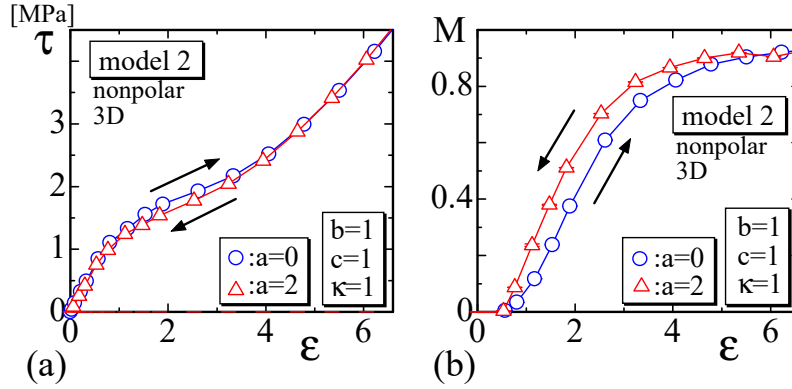 [MPa]
τ
4
3
2
1
0
model 2
nonpolar
3D
:a=0
:a=2
b=1
c=1
κ=1
0
2
4
6
ε
(a)
M
0.8
0.4
0
model 2
nonpolar
3D
:a=0
:a=2
b=1
c=1
κ=1
0
2
4
6
ε
(b)